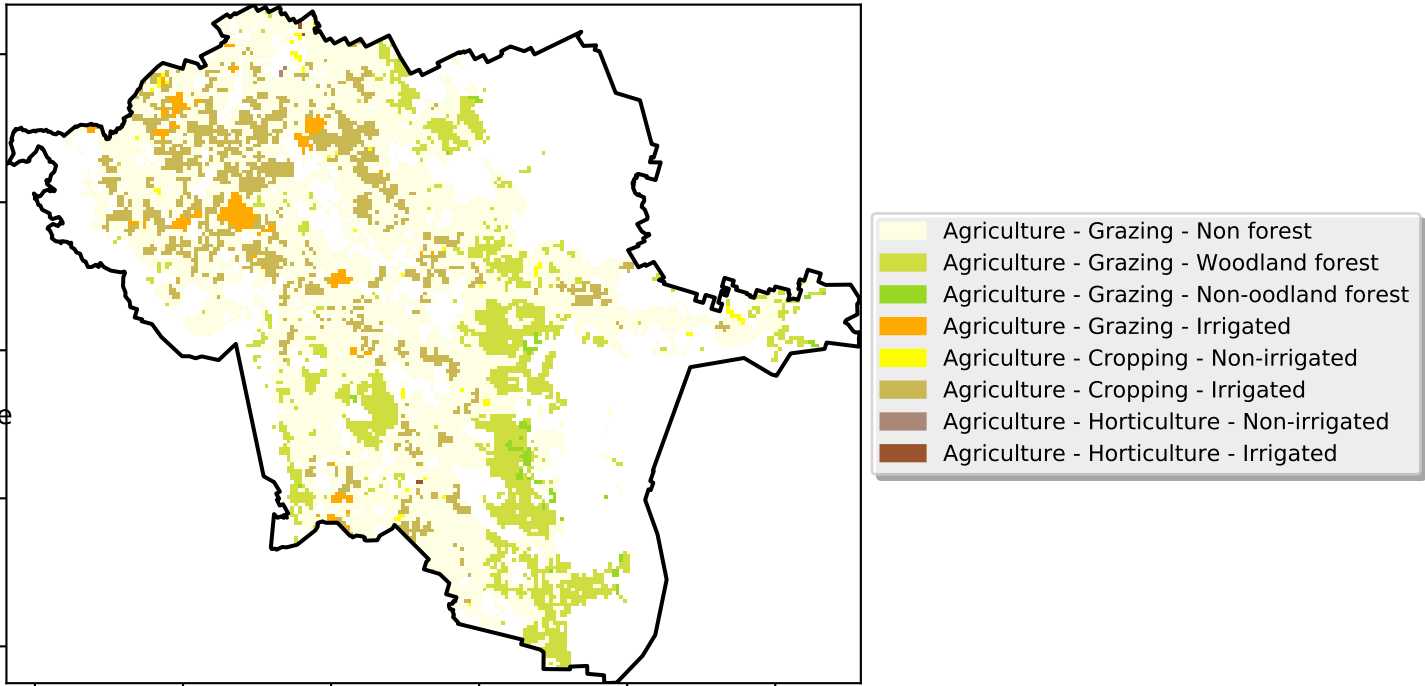 e
Agriculture - Grazing - Non forest
Agriculture - Grazing - Woodland forest
Agriculture - Grazing - Non-oodland forest
Agriculture - Grazing - Irrigated
Agriculture - Cropping - Non-irrigated
Agriculture - Cropping - Irrigated
Agriculture - Horticulture - Non-irrigated
Agriculture - Horticulture - Irrigated